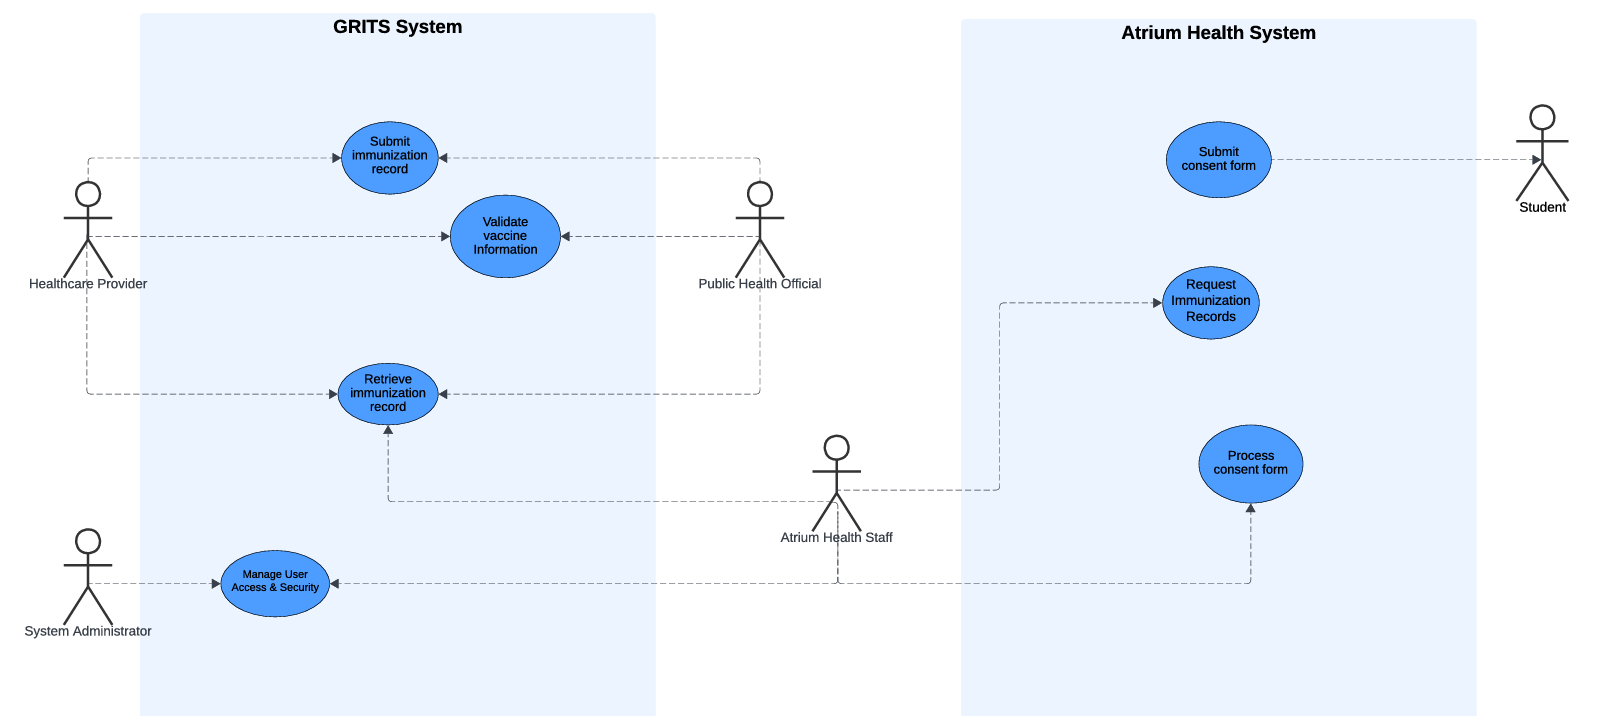 GRITS System
Atrium Health System
Submit
immunization
record
Submit
consent form
Student
Validate
vaccine
Information
Healthcare Provider
Public Health Official
Request
Immunization
Records
Retrieve
immunization
record
Process
consent form
Atrium Health Staff
Manage User
Access & Security
System Administrator